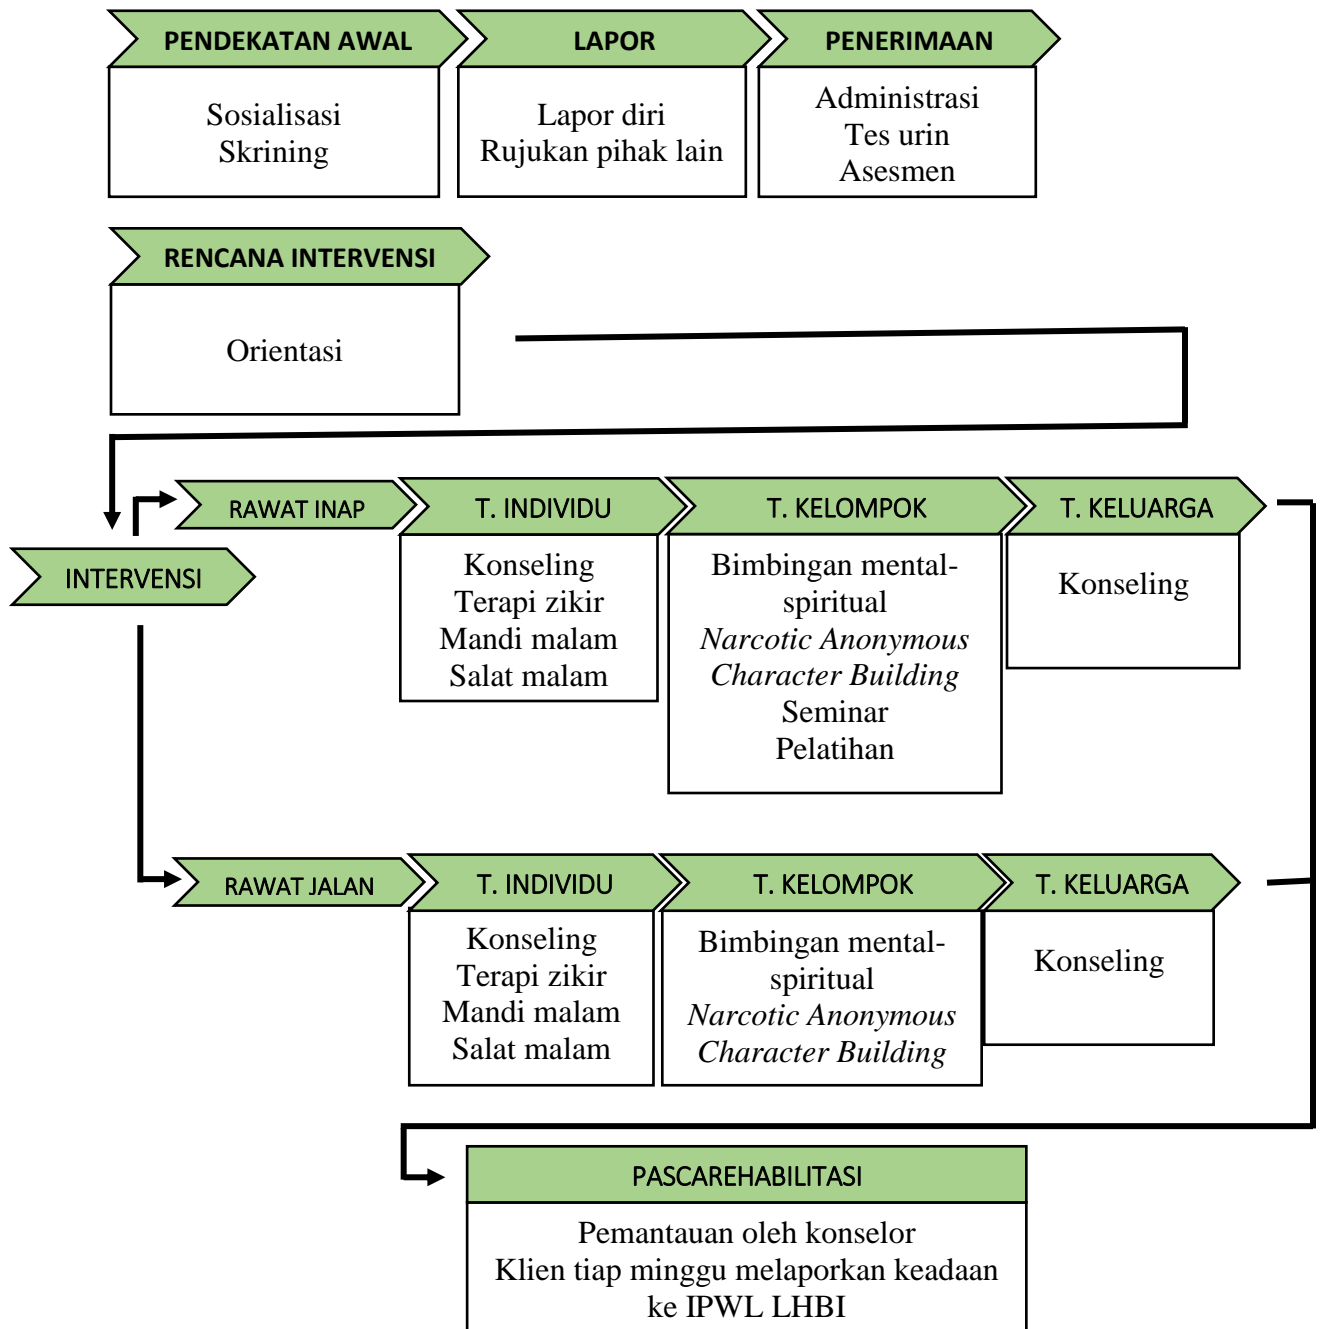 PENDEKATAN AWAL
LAPOR
PENERIMAAN
Sosialisasi
Skrining
Lapor diri
Rujukan pihak lain
Administrasi
Tes urin
Asesmen
RENCANA INTERVENSI
Orientasi
INTERVENSI
RAWAT INAP
T. INDIVIDU
T. KELOMPOK
T. KELUARGA
Konseling
Terapi zikir
Mandi malam
Salat malam
Bimbingan mental-
spiritual
Narcotic Anonymous
Character Building
Seminar
Pelatihan
Konseling
RAWAT JALAN
T. INDIVIDU
T. KELOMPOK
T. KELUARGA
Konseling
Terapi zikir
Mandi malam
Salat malam
Bimbingan mental-
spiritual
Narcotic Anonymous
Character Building
Konseling
PASCAREHABILITASI
Pemantauan oleh konselor
Klien tiap minggu melaporkan keadaan
ke IPWL LHBI